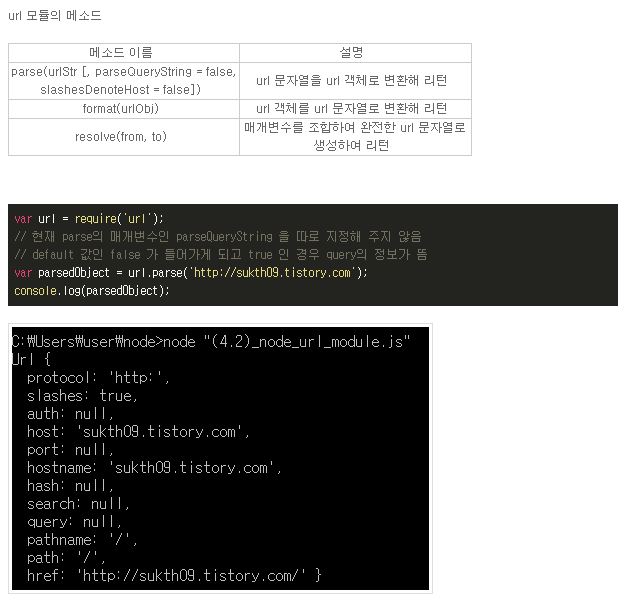 url 모듈의 메소드
메소드 이름 설명
parse(urlStr [, parseQueryString = false,
slashesDenoteHost = false])
url 문자열을 url 객체로 변환해 리턴
format(urlObj) url 객체를 url 문자열로 변환해 리턴
resolve(from, to)
매개변수를 조합하여 완전한 url 문자열로
생성하여 리턴
var url = require('url');
// 현재 parse의 매개변수인 parseQueryString 을 따로 지정해 주지 않음
// default 값인 false 가 들어가게 되고 true 인 경우 query의 정보가 뜸
var parsedObject = url.parse('http://sukth09.tistory.com');
console.log(parsedObject);
C:₩Users₩user₩node>node "(4.2)_node_url_module.js"
Url {
protocol: 'http:',
slashes: true,
auth: null,
host: 'sukth09.tistory.com',
port: null,
hostname: 'sukth09.tistory.com',
hash: null,
search: null,
query: null,
pathname: '/',
path: '/',
href: 'http://sukth09.tistory.com/' }